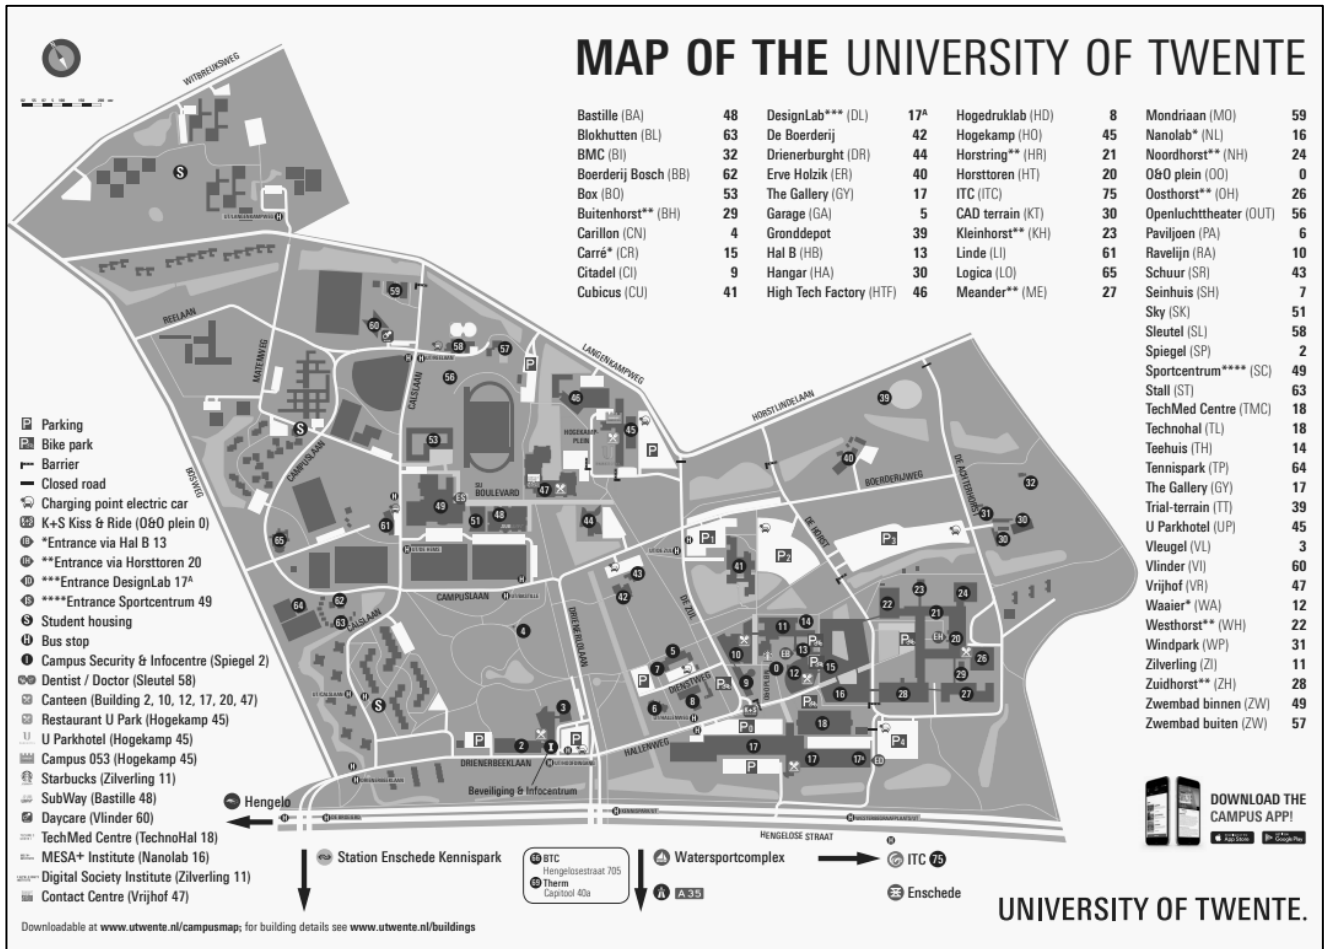 MAP OF THE UNIVERSITY OF TWENTE
Bastille (BA) 48
Blokhutten (BL) 63
BMC (BI) 32
Boerderij Bosch (BB) 62
Box (BO) 53
Buitenhorst** (BH) 29
Carillon (CN) 4
Carré* (CR) 15
Citadel (CI) 9
Cubicus (CU) 41
DesignLab*** (DL) 17A
De Boerderij 42
Drienerburght (DR) 44
Erve Holzik (ER) 40
The Gallery (GY) 17
Garage (GA) 5
Gronddepot 39
Hal B (HB) 13
Hangar (HA) 30
High Tech Factory (HTF) 46
Hogedruklab (HD) 8
Hogekamp (HO) 45
Horstring** (HR) 21
Horsttoren (HT) 20
ITC (ITC) 75
CAD terrain (KT) 30
Kleinhorst** (KH) 23
Linde (LI) 61
Logica (LO) 65
Meander** (ME) 27
Mondriaan (MO) 59
Nanolab* (NL) 16
Noordhorst** (NH) 24
O&O plein (OO) 0
Oosthorst** (OH) 26
Openluchttheater (OUT) 56
Paviljoen (PA) 6
Ravelijn (RA) 10
Schuur (SR) 43
Seinhuis (SH) 7
Sky (SK) 51
Sleutel (SL) 58
Spiegel (SP) 2
Sportcentrum**** (SC) 49
Stall (ST) 63
TechMed Centre (TMC) 18
Technohal (TL) 18
Teehuis (TH) 14
Tennispark (TP) 64
The Gallery (GY) 17
Trial-terrain (TT) 39
U Parkhotel (UP) 45
Vleugel (VL) 3
Vlinder (VI) 60
Vrijhof (VR) 47
Waaier* (WA) 12
Westhorst** (WH) 22
Windpark (WP) 31
Zilverling (ZI) 11
Zuidhorst** (ZH) 28
Zwembad binnen (ZW) 49
Zwembad buiten (ZW) 57
WITBREUKSWEG
REELAAN
MATENWEG
BOSWEG
CAMPUSLAAN
CALSLAAN
LANGENKAMPWEG
HOGEKAMP-
PLEIN
BOULEVARD
HORSTLINDELAAN
BOERDERIJWEG
DE ACHTERHORST
DE HORST
DE ZUL
CAMPUSLAAN
CALSLAAN
DRIENERLOLAAN
DIENSTWEG
HALLENWEG
DRIENERBEEKLAAN
Beveiliging & Infocentrum
HENGELOSE STRAAT
P Parking
Bike park
Barrier
Closed road
Charging point electric car
K+S Kiss & Ride (O&O plein 0)
*Entrance via Hal B 13
**Entrance via Horsttoren 20
***Entrance DesignLab 17A
****Entrance Sportcentrum 49
S Student housing
H Bus stop
I Campus Security & Infocentre (Spiegel 2)
Dentist / Doctor (Sleutel 58)
Canteen (Building 2, 10, 12, 17, 20, 47)
Restaurant U Park (Hogekamp 45)
U Parkhotel (Hogekamp 45)
Campus 053 (Hogekamp 45)
Starbucks (Zilverling 11)
SubWay (Bastille 48)
Daycare (Vlinder 60)
TechMed Centre (TechnoHal 18)
MESA+ Institute (Nanolab 16)
Digital Society Institute (Zilverling 11)
Contact Centre (Vrijhof 47)
Hengelo
Station Enschede Kennispark
66 BTC
Hengelosestraat 705
Therm
Capitool 40a
Watersportcomplex
A 35
ITC 75
Enschede
DOWNLOAD THE
CAMPUS APP!
App Store
Google Play
UNIVERSITY OF TWENTE.
Downloadable at www.utwente.nl/campusmap; for building details see www.utwente.nl/buildings